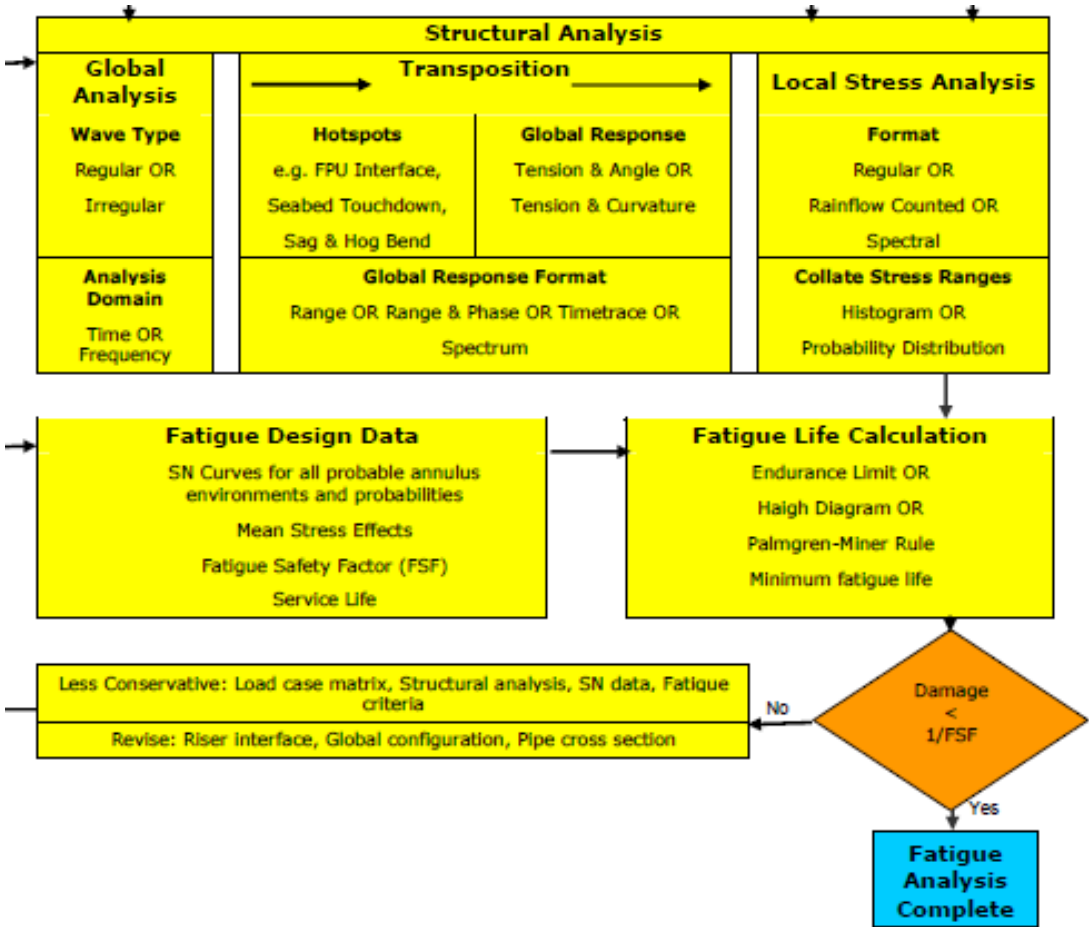 Structural Analysis
Global
Analysis
Wave Type
Regular OR
Irregular
Analysis
Domain
Time OR
Frequency
Transposition
Hotspots
e.g. FPU Interface,
Seabed Touchdown,
Sag & Hog Bend
Global Response
Tension & Angle OR
Tension & Curvature
Global Response Format
Range OR Range & Phase OR Timetrace OR
Spectrum
Local Stress Analysis
Format
Regular OR
Rainflow Counted OR
Spectral
Collate Stress Ranges
Histogram OR
Probability Distribution
Fatigue Design Data
SN Curves for all probable annulus
environments and probabilities
Mean Stress Effects
Fatigue Safety Factor (FSF)
Service Life
Fatigue Life Calculation
Endurance Limit OR
Haigh Diagram OR
Palmgren-Miner Rule
Minimum fatigue life
Damage
<
1/FSF
No
Less Conservative: Load case matrix, Structural analysis, SN data, Fatigue
criteria
Revise: Riser interface, Global configuration, Pipe cross section
Yes
Fatigue
Analysis
Complete